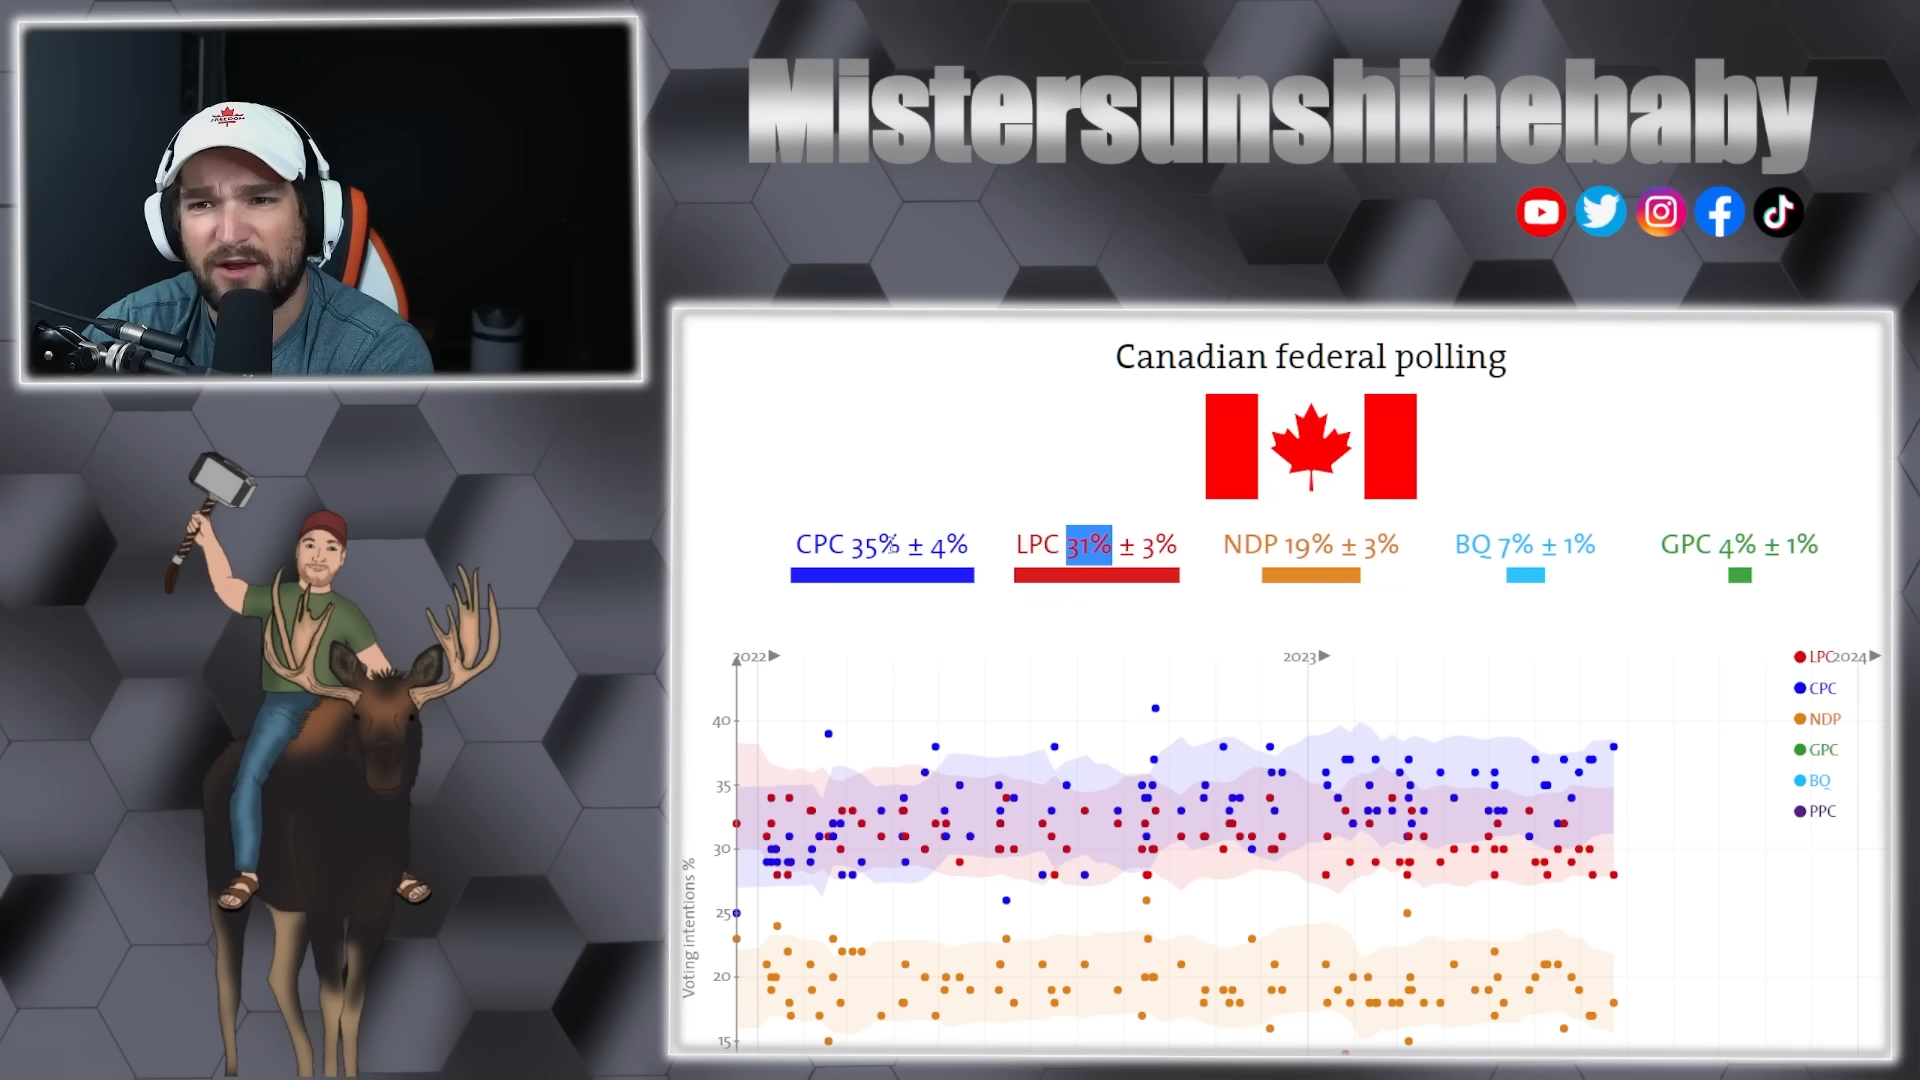 Mistersunshinebaby
FREEDOM
Canadian federal polling
CPC 35% ± 4%
LPC 31% ± 3%
NDP 19% ± 3%
BQ 7% ± 1%
GPC 4% ± 1%
2022
2023
2024
LPC
CPC
NDP
GPC
BQ
PPC
Voting intentions %
40
35
30
25
20
15